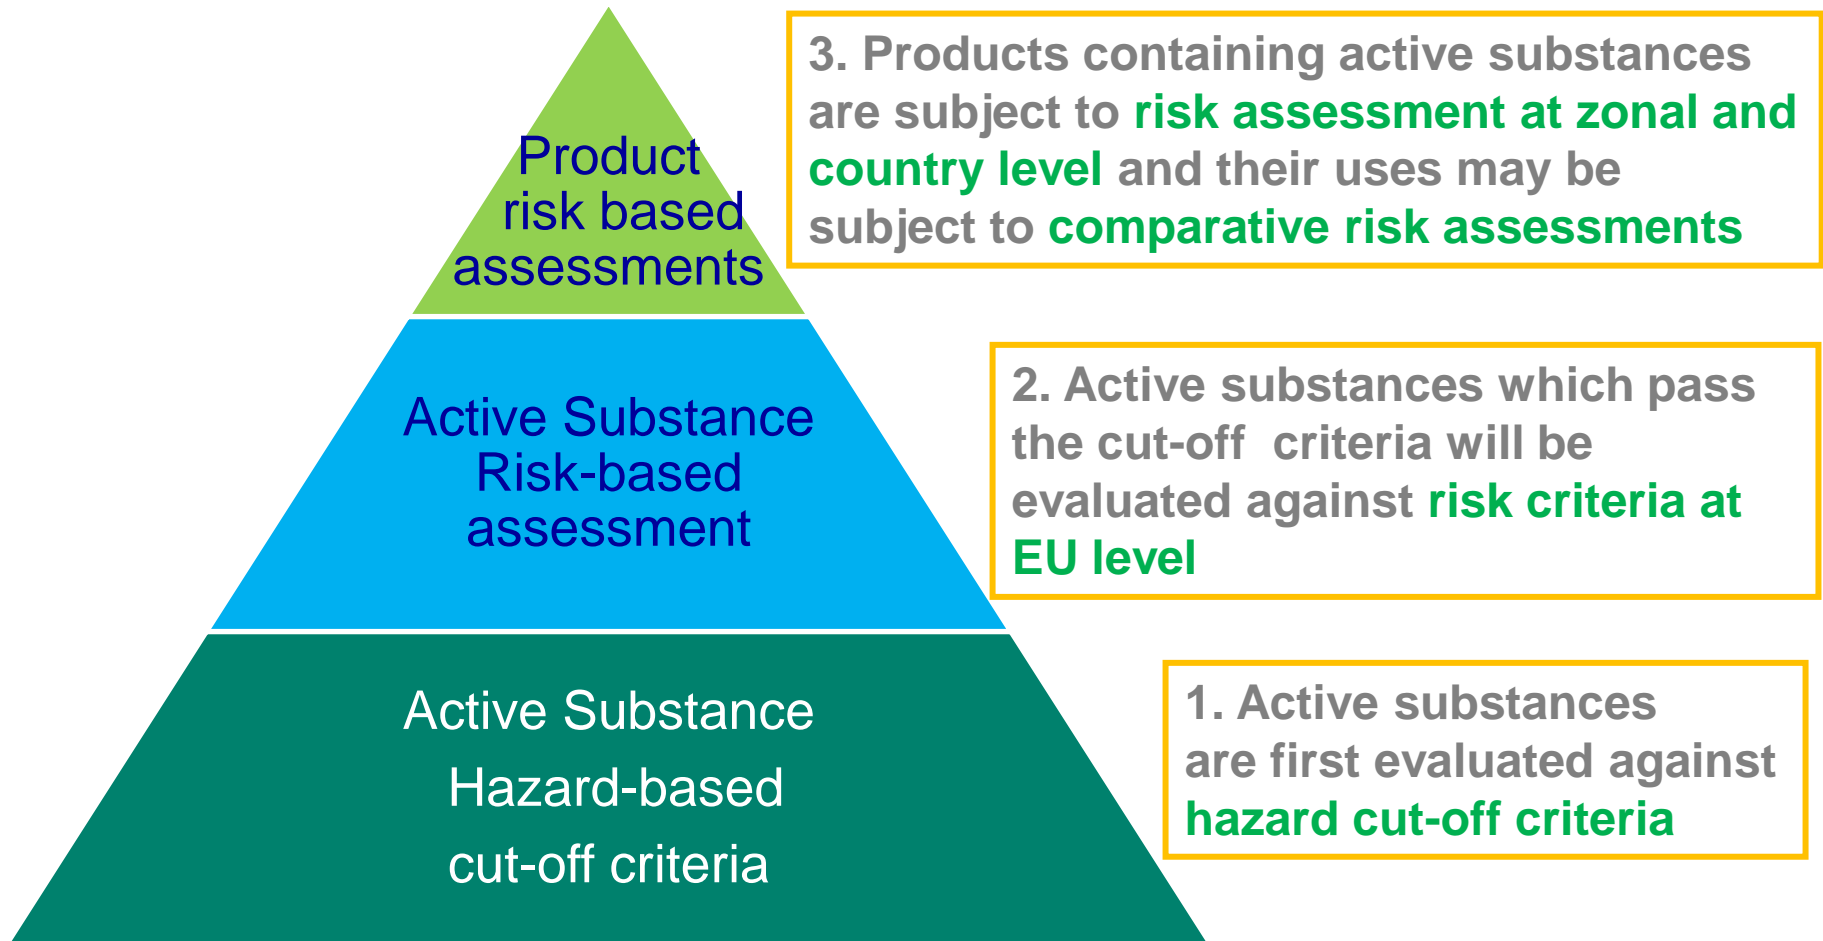 Product
risk based
assessments
3. Products containing active substances
are subject to risk assessment at zonal and
country level and their uses may be
subject to comparative risk assessments
Active Substance
Risk-based
assessment
2. Active substances which pass
the cut-off  criteria will be
evaluated against risk criteria at
EU level
Active Substance
Hazard-based
cut-off criteria
1. Active substances
are first evaluated against
hazard cut-off criteria